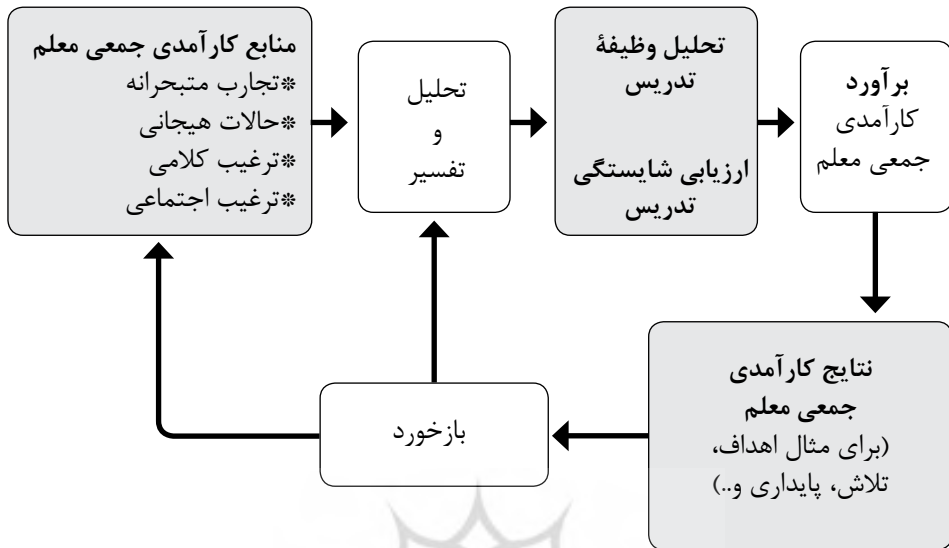 منابع کارآمدی جمعی معلم
*تجارب متبحرانه
*حالات هیجانی
*ترغیب کلامی
*ترغیب اجتماعی
تحلیل
و
تفسیر
تحلیل وظیفهٔ
تدریس
ارزیابی شایستگی
تدریس
برآورد
کارآمدی
جمعی معلم
نتایج کارآمدی
جمعی معلم
(برای مثال اهداف،
تلاش، پایداری و..)
بازخورد